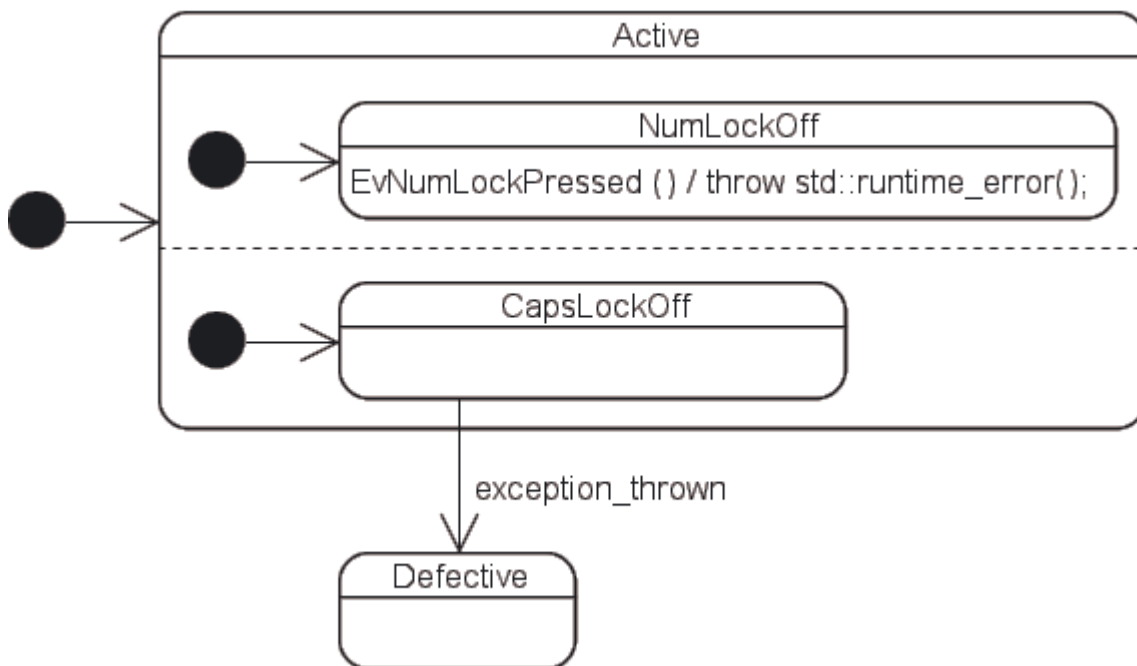 Active
NumLockOff
EvNumLockPressed () / throw std::runtime_error();
CapsLockOff
exception_thrown
Defective